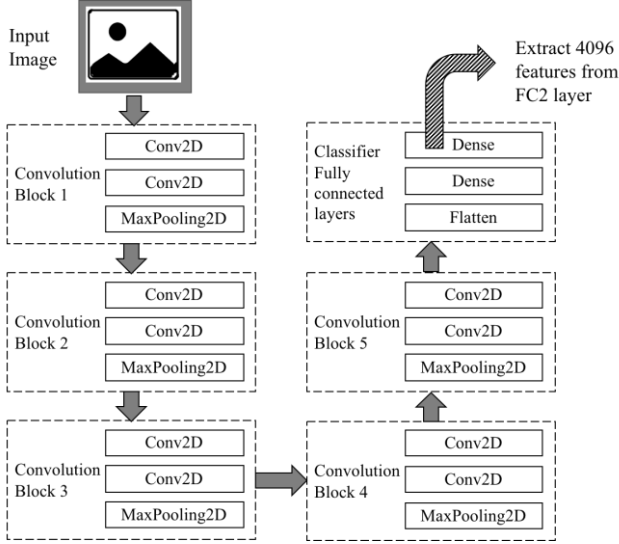 Input
Image
Conv2D
Conv2D
MaxPooling2D
Convolution
Block 1
Conv2D
Conv2D
MaxPooling2D
Convolution
Block 2
Conv2D
Conv2D
MaxPooling2D
Convolution
Block 3
Conv2D
Conv2D
MaxPooling2D
Convolution
Block 4
Conv2D
Conv2D
MaxPooling2D
Convolution
Block 5
Classifier
Fully
connected
layers
Dense
Dense
Flatten
Extract 4096
features from
FC2 layer